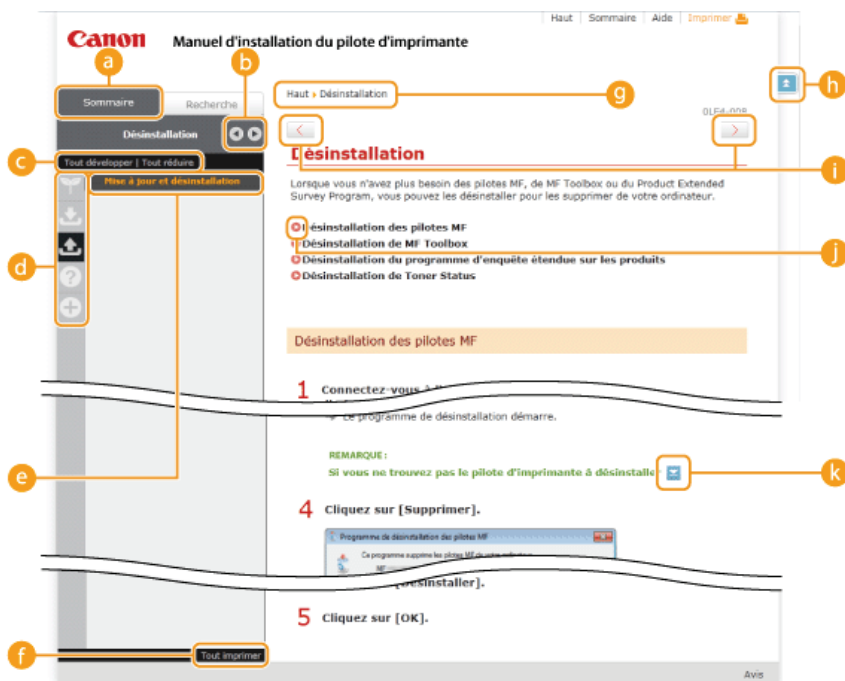 Haut | Sommaire | Aide | Imprimer
Canon Manuel d'installation du pilote d'imprimante
a
b
Sommaire
Recherche
Haut Désinstallation
g
h
0LE4-008
Désinstallation
i
c
Tout développer | Tout réduire
Désinstallation
Mise à jour et désinstallation
Lorsque vous n'avez plus besoin des pilotes MF, de MF Toolbox ou du Product Extended
Survey Program, vous pouvez les désinstaller pour les supprimer de votre ordinateur.
d
Désinstallation des pilotes MF
j
Désinstallation de MF Toolbox
Désinstallation du programme d'enquête étendue sur les produits
Désinstallation de Toner Status
Désinstallation des pilotes MF
1 Connectez-vous à
Le programme de désinstallation démarre.
REMARQUE :
e
Si vous ne trouvez pas le pilote d'imprimante à désinstalle
k
4 Cliquez sur [Supprimer].
Programme de désinstallation des pilotes MF
Ce programme supprime les pilotes MF de votre
MF
[Désinstaller].
5 Cliquez sur [OK].
f
Tout imprimer
Avis